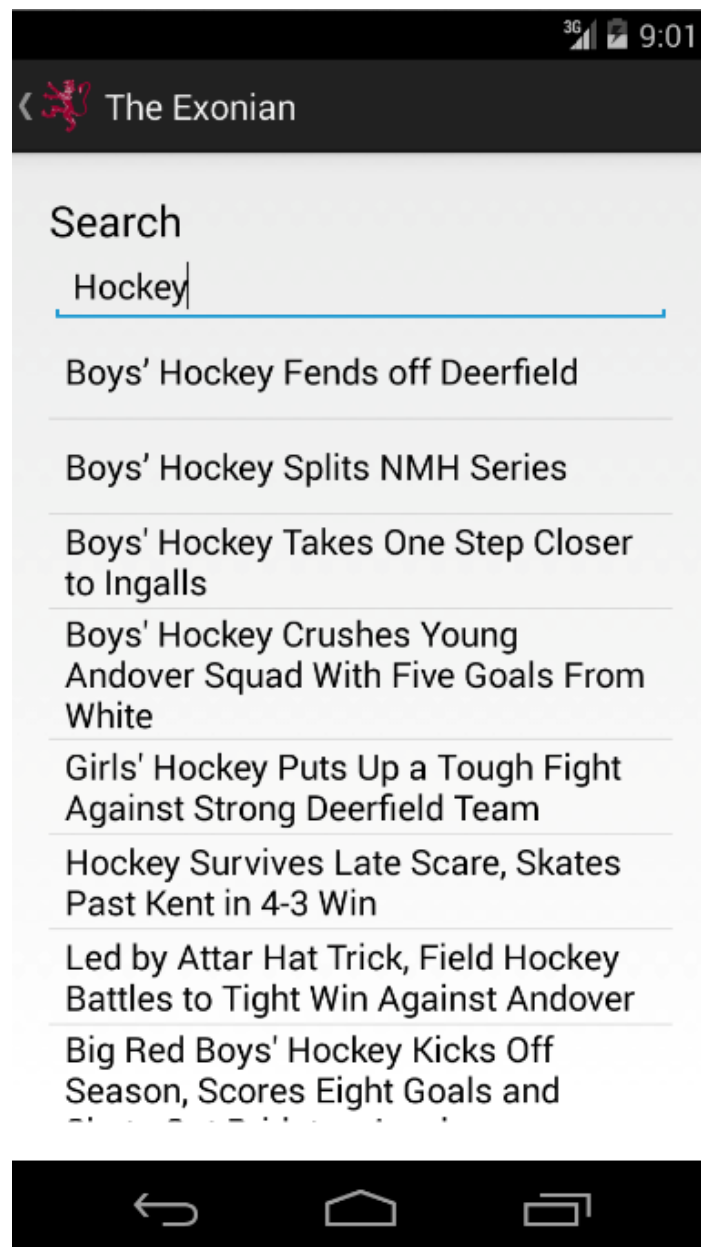 3G 9:01
The Exonian
Search
Hockey
Boys’ Hockey Fends off Deerfield
Boys’ Hockey Splits NMH Series
Boys' Hockey Takes One Step Closer
to Ingalls
Boys' Hockey Crushes Young
Andover Squad With Five Goals From
White
Girls' Hockey Puts Up a Tough Fight
Against Strong Deerfield Team
Hockey Survives Late Scare, Skates
Past Kent in 4-3 Win
Led by Attar Hat Trick, Field Hockey
Battles to Tight Win Against Andover
Big Red Boys' Hockey Kicks Off
Season, Scores Eight Goals and